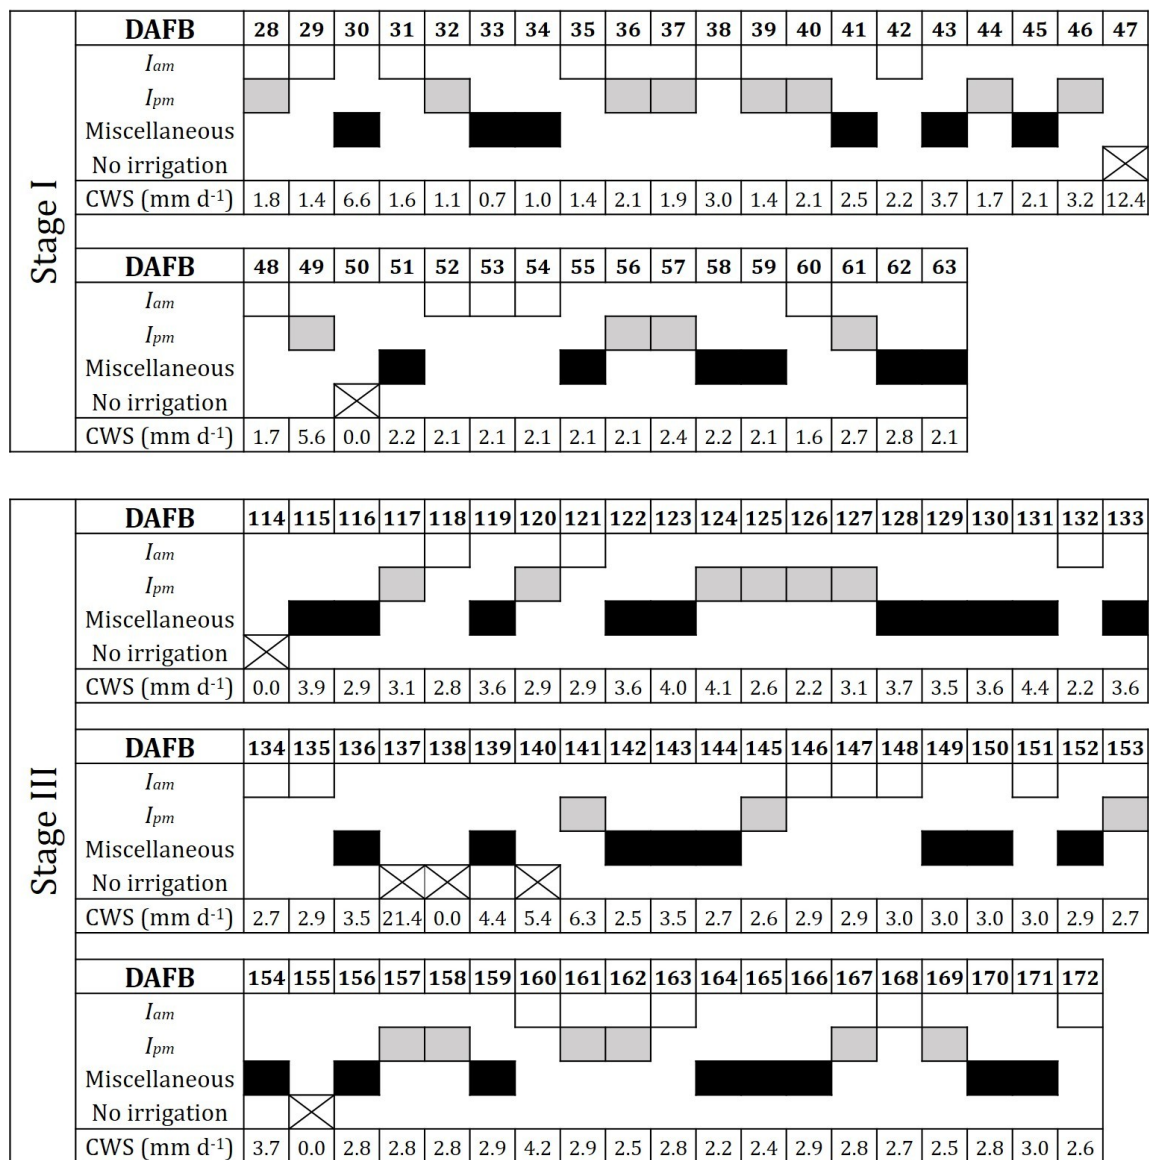 Stage I
DAFB 28 29 30 31 32 33 34 35 36 37 38 39 40 41 42 43 44 45 46 47
Iam
Ipm
Miscellaneous
No irrigation
CWS (mm d-1) 1.8 1.4 6.6 1.6 1.1 0.7 1.0 1.4 2.1 1.9 3.0 1.4 2.1 2.5 2.2 3.7 1.7 2.1 3.2 12.4
DAFB 48 49 50 51 52 53 54 55 56 57 58 59 60 61 62 63
Iam
Ipm
Miscellaneous
No irrigation
CWS (mm d-1) 1.7 5.6 0.0 2.2 2.1 2.1 2.1 2.1 2.1 2.4 2.2 2.1 1.6 2.7 2.8 2.1
Stage III
DAFB 114 115 116 117 118 119 120 121 122 123 124 125 126 127 128 129 130 131 132 133
Iam
Ipm
Miscellaneous
No irrigation
CWS (mm d-1) 0.0 3.9 2.9 3.1 2.8 3.6 2.9 2.9 3.6 4.0 4.1 2.6 2.2 3.1 3.7 3.5 3.6 4.4 2.2 3.6
DAFB 134 135 136 137 138 139 140 141 142 143 144 145 146 147 148 149 150 151 152 153
Iam
Ipm
Miscellaneous
No irrigation
CWS (mm d-1) 2.7 2.9 3.5 21.4 0.0 4.4 5.4 6.3 2.5 3.5 2.7 2.6 2.9 2.9 3.0 3.0 3.0 3.0 2.9 2.7
DAFB 154 155 156 157 158 159 160 161 162 163 164 165 166 167 168 169 170 171 172
Iam
Ipm
Miscellaneous
No irrigation
CWS (mm d-1) 3.7 0.0 2.8 2.8 2.8 2.9 4.2 2.9 2.5 2.8 2.2 2.4 2.9 2.8 2.7 2.5 2.8 3.0 2.6